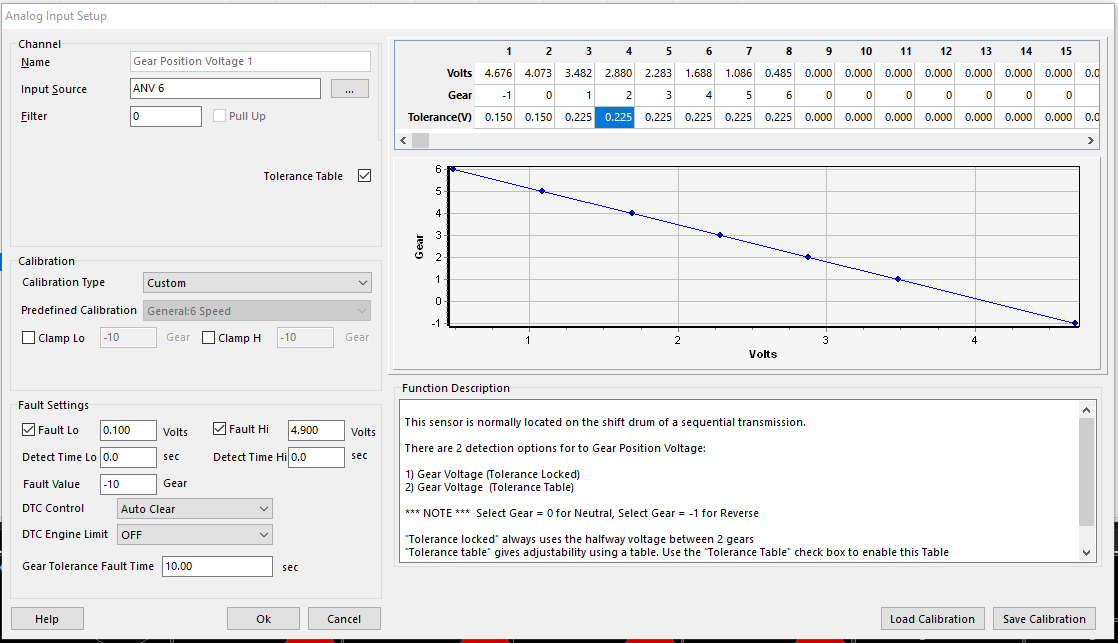 Analog Input Setup
Channel
Name Gear Position Voltage 1
Input Source ANV 6 ...
Filter 0 Pull Up
Tolerance Table
Calibration
Calibration Type Custom
Predefined Calibration General:6 Speed
Clamp Lo -10 Gear Clamp H -10 Gear
Fault Settings
Fault Lo 0.100 Volts Fault Hi 4.900 Volts
Detect Time Lo 0.0 sec Detect Time Hi 0.0 sec
Fault Value -10 Gear
DTC Control Auto Clear
DTC Engine Limit OFF
Gear Tolerance Fault Time 10.00 sec
1 2 3 4 5 6 7 8 9 10 11 12 13 14 15
Volts 4.676 4.073 3.482 2.880 2.283 1.688 1.086 0.485 0.000 0.000 0.000 0.000 0.000 0.000 0.000 0.0
Gear -1 0 1 2 3 4 5 6 0 0 0 0 0 0 0
Tolerance(V) 0.150 0.150 0.225 0.225 0.225 0.225 0.225 0.225 0.000 0.000 0.000 0.000 0.000 0.000 0.000 0.0
6
5
4
3
2
1
0
-1
Gear
1 2 3 4
Volts
Function Description
This sensor is normally located on the shift drum of a sequential transmission.
There are 2 detection options for to Gear Position Voltage:
1) Gear Voltage (Tolerance Locked)
2) Gear Voltage (Tolerance Table)
*** NOTE *** Select Gear = 0 for Neutral, Select Gear = -1 for Reverse
"Tolerance locked" always uses the halfway voltage between 2 gears
"Tolerance table" gives adjustability using a table. Use the "Tolerance Table" check box to enable this Table
Help Ok Cancel Load Calibration Save Calibration